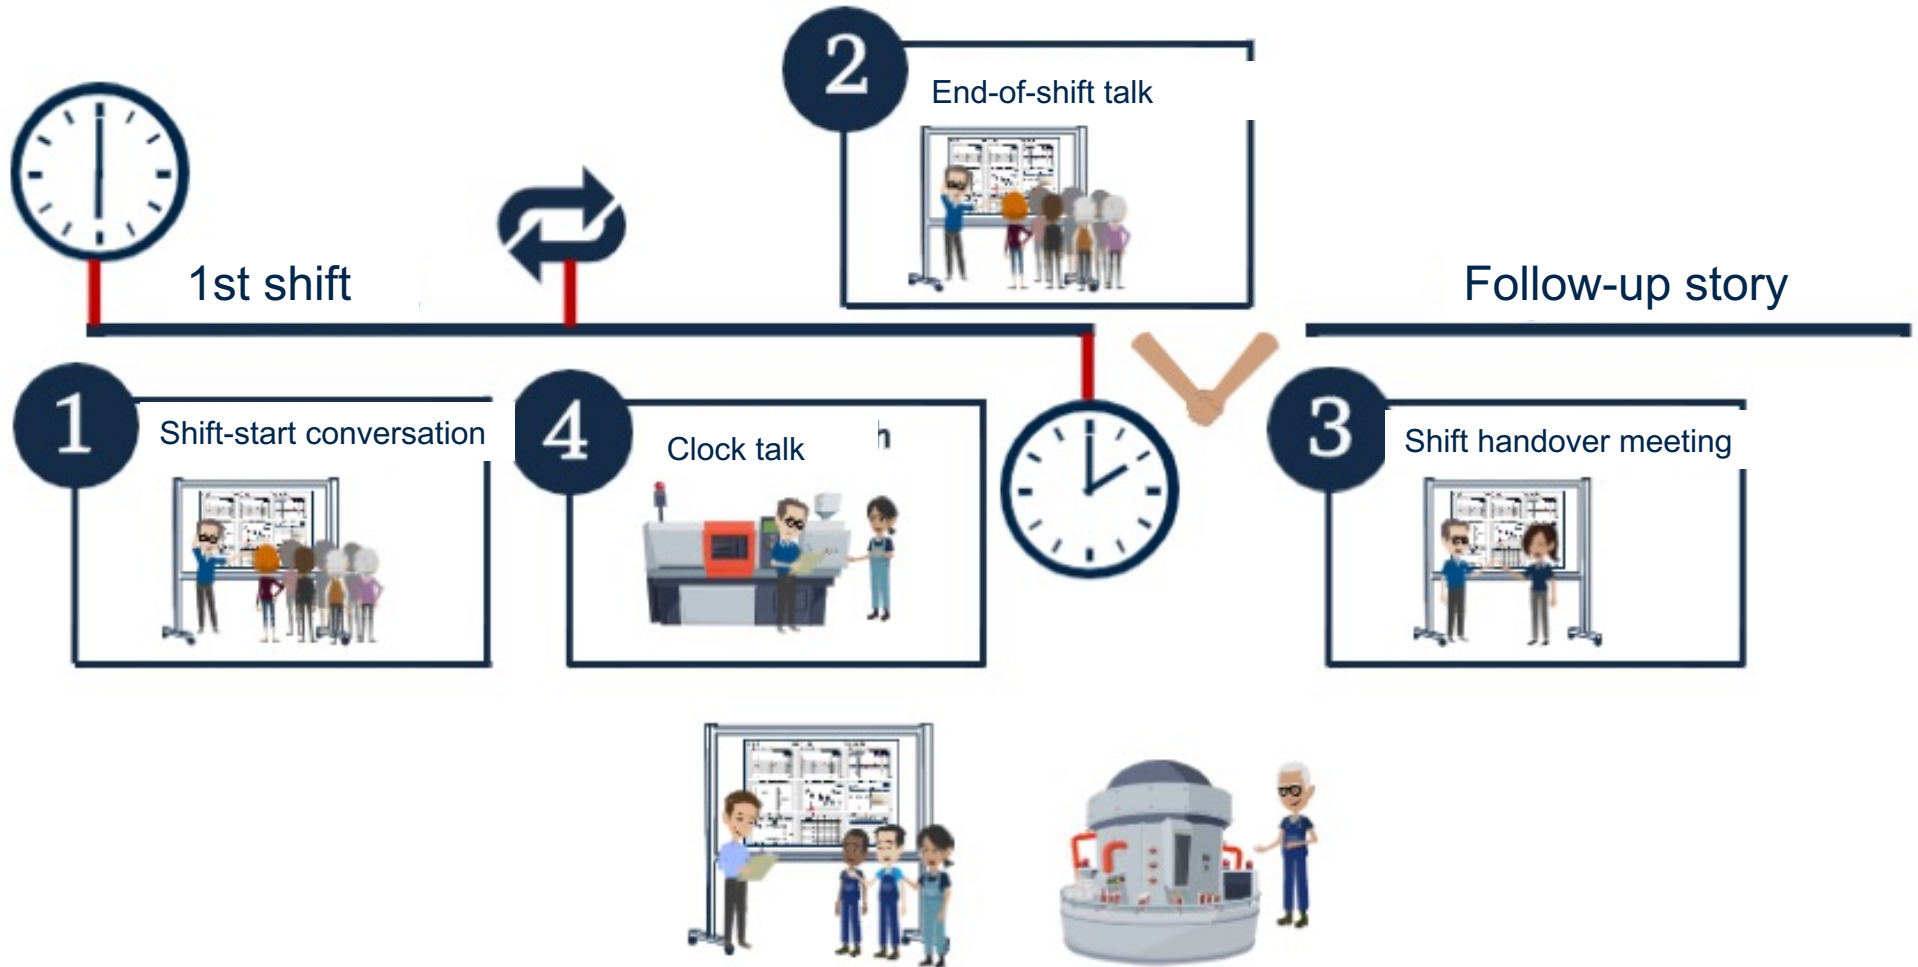 2
End-of-shift talk
1st shift
Follow-up story
1
Shift-start conversation
4
Clock talk
h
3
Shift handover meeting